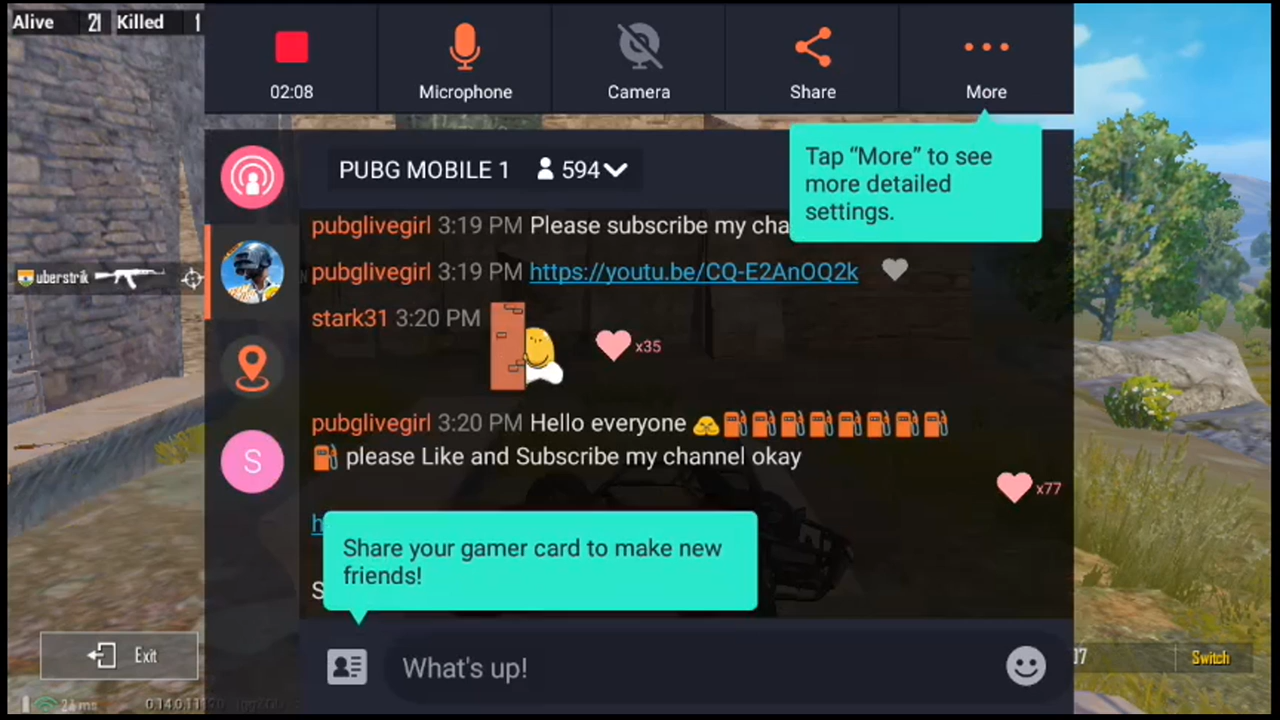 Alive 21 Killed 1
02:08
Microphone
Camera
Share
More
Tap “More” to see
more detailed
settings.
PUBG MOBILE 1 594
pubglivegirl 3:19 PM Please subscribe my cha
pubglivegirl 3:19 PM https://youtu.be/CQ-E2AnOQ2k
uberstrik
stark31 3:20 PM
x35
pubglivegirl 3:20 PM Hello everyone
please Like and Subscribe my channel okay
S
x77
h
Share your gamer card to make new
friends!
S
Exit
What's up!
Switch